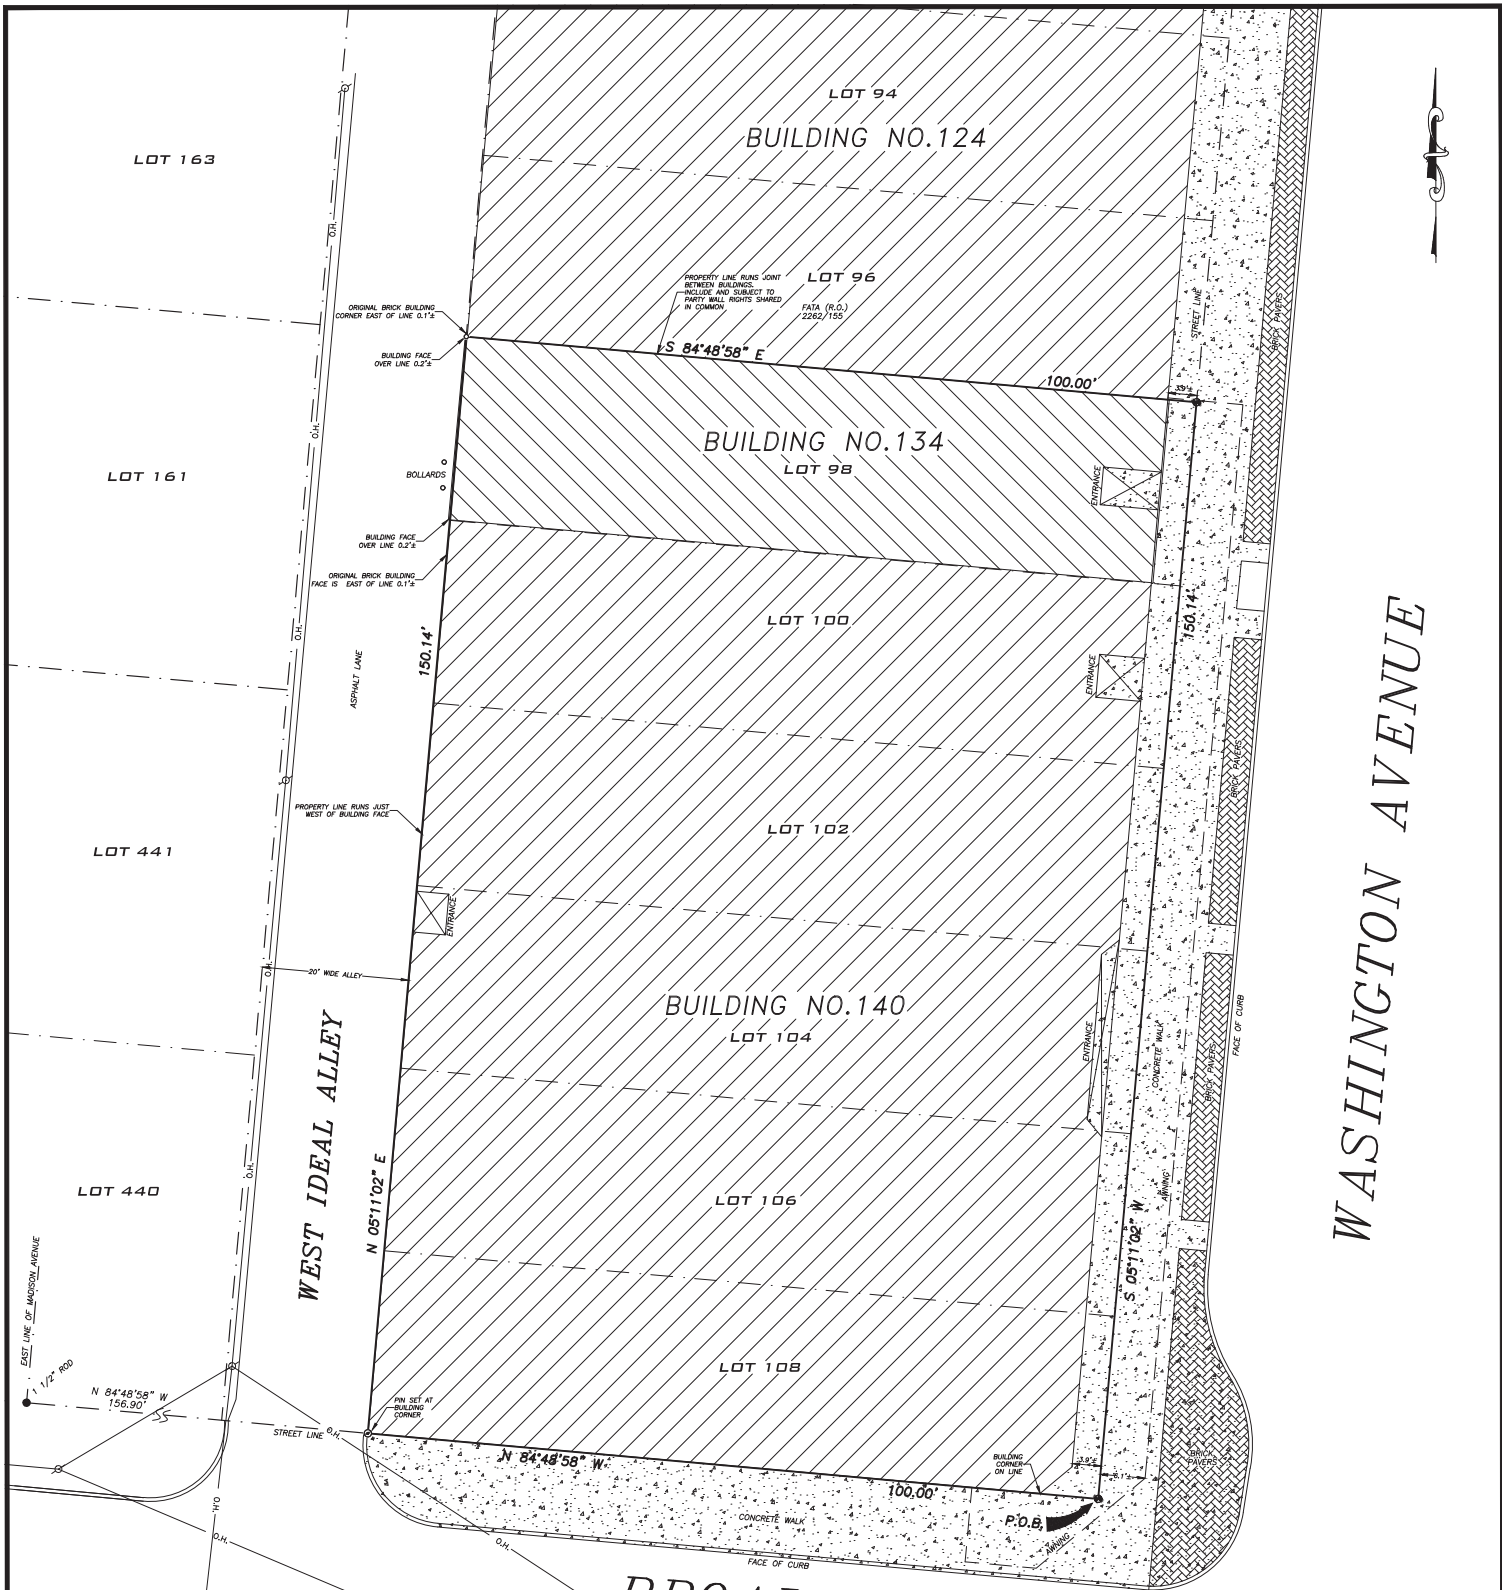 LOT 94
BUILDING NO.124
LOT 163
O.H.
PROPERTY LINE RUNS JOINT
BETWEEN BUILDINGS.
INCLUDE AND SUBJECT TO
PARTY WALL RIGHTS SHARED
IN COMMON
LOT 96
FATA (R.O.)
2262/155
STREET LINE
BRICK PAVERS
ORIGINAL BRICK BUILDING
CORNER EAST OF LINE 0.1'±
BUILDING FACE
OVER LINE 0.2'±
S 84°48'58" E
100.00'
3.9'±
O.H.
BUILDING NO.134
LOT 98
LOT 161
BOLLARDS
ENTRANCE
BUILDING FACE
OVER LINE 0.2'±
ORIGINAL BRICK BUILDING
FACE IS EAST OF LINE 0.1'±
O.H.
150.14'
150.14'
LOT 100
ASPHALT LANE
ENTRANCE
BRICK PAVERS
WASHINGTON AVENUE
PROPERTY LINE RUNS JUST
WEST OF BUILDING FACE
LOT 102
LOT 441
ENTRANCE
20' WIDE ALLEY
O.H.
BUILDING NO.140
LOT 104
ENTRANCE
CONCRETE WALK
BRICK PAVERS
FACE OF CURB
WEST IDEAL ALLEY
O.H.
N 05°11'02" E
LOT 440
LOT 106
AWNING
S 05°11'02" W
EAST LINE OF MADISON AVENUE
1 1/2" ROD
N 84°48'58" W
156.90'
LOT 108
PIN SET AT
BUILDING
CORNER
STREET LINE
O.H.
N 84°48'58" W
100.00'
BUILDING
CORNER
ON LINE
3.9'±
6.1'±
BRICK
PAVERS
P.O.B.
AWNING
CONCRETE WALK
FACE OF CURB
O.H.
O.H.
O.H.